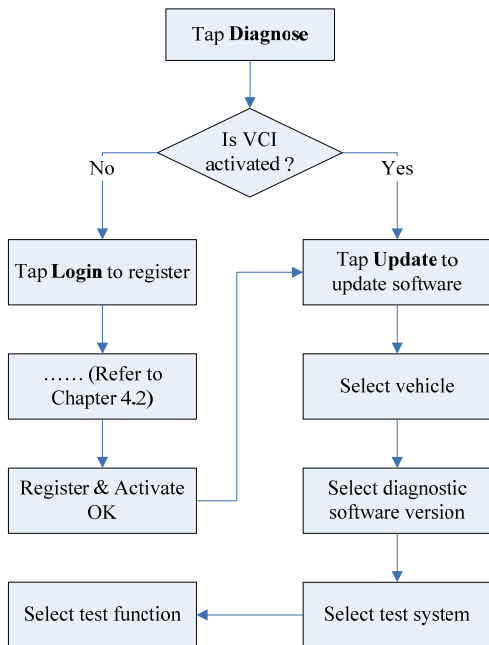 Tap Diagnose
Is VCI
activated ?
No
Yes
Tap Login to register
Tap Update to
update software
…… (Refer to
Chapter 4.2)
Select vehicle
Register & Activate
OK
Select diagnostic
software version
Select test function
Select test system